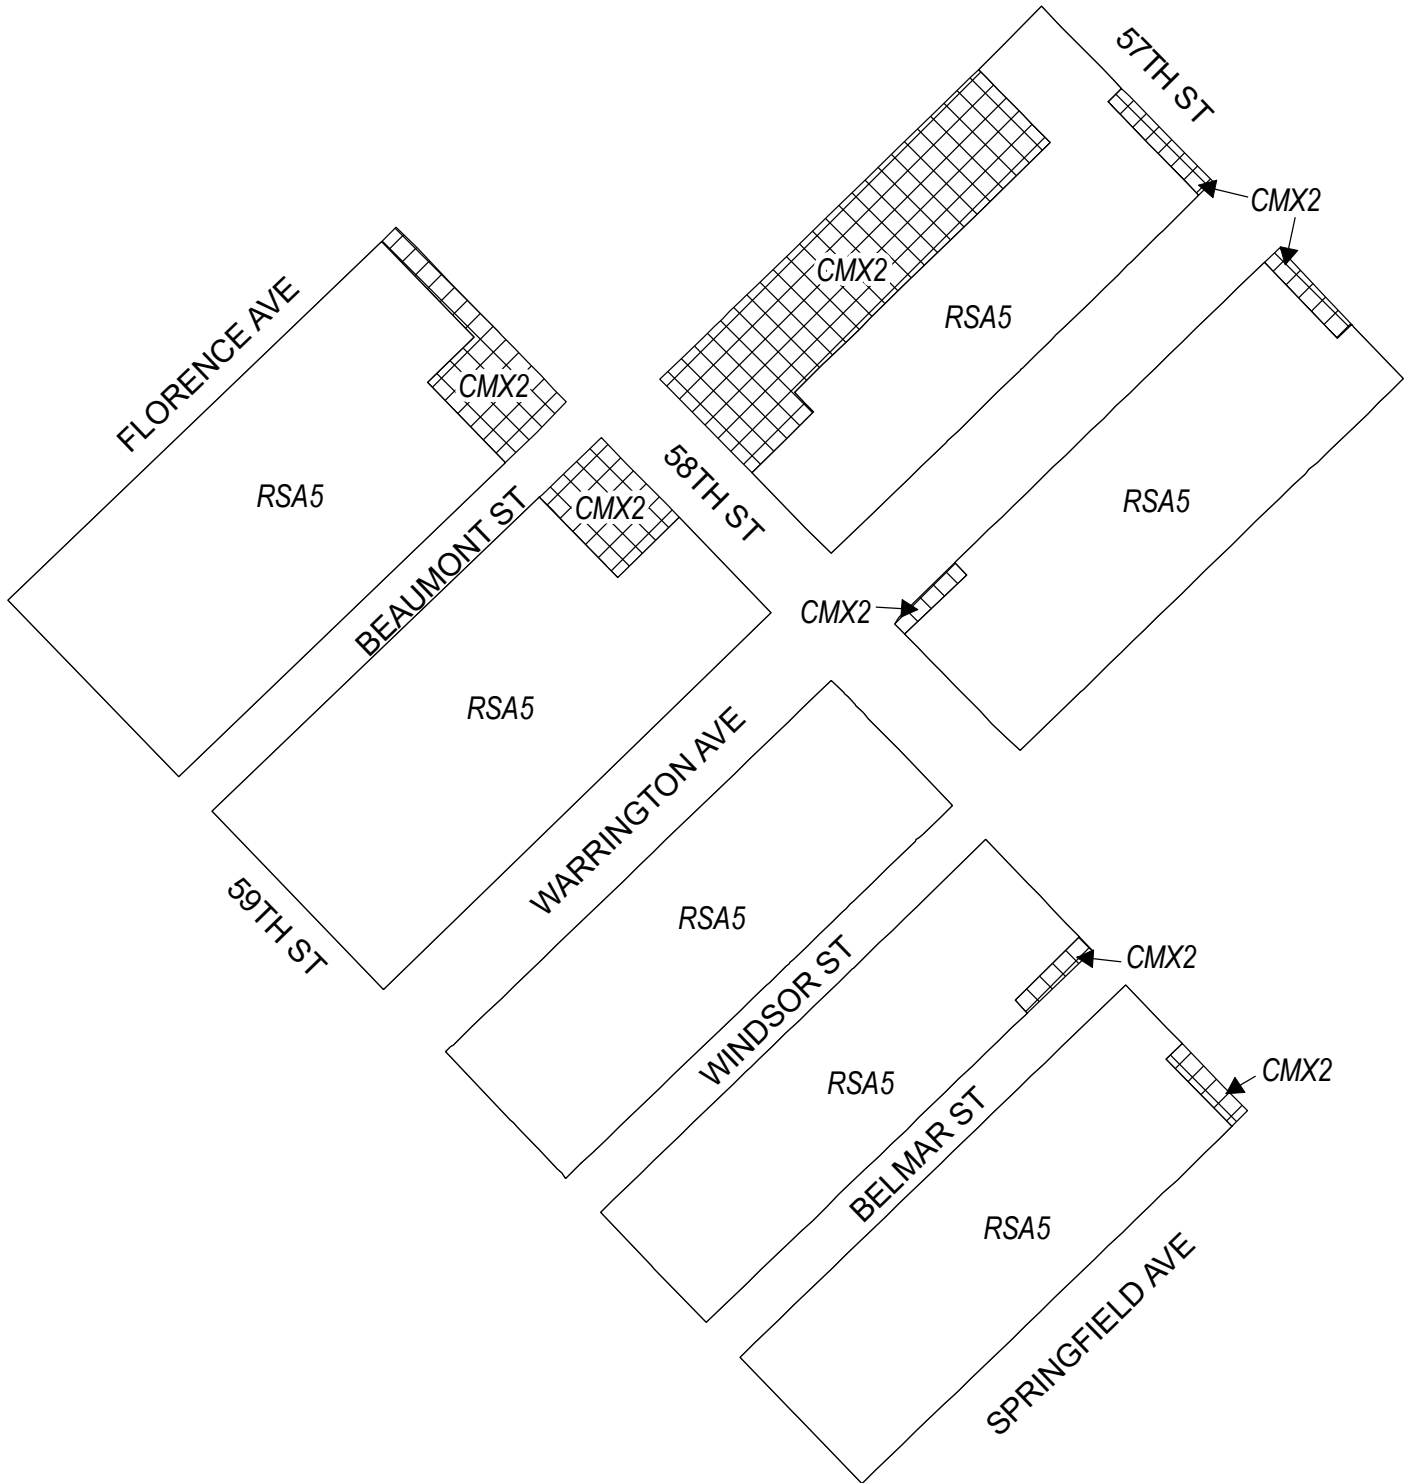 57TH ST
CMX2
CMX2
FLORENCE AVE
RSA5
CMX2
58TH ST
RSA5
RSA5
CMX2
BEAUMONT ST
CMX2
RSA5
WARRINGTON AVE
59TH ST
RSA5
CMX2
WINDSOR ST
RSA5
CMX2
BELMAR ST
RSA5
SPRINGFIELD AVE